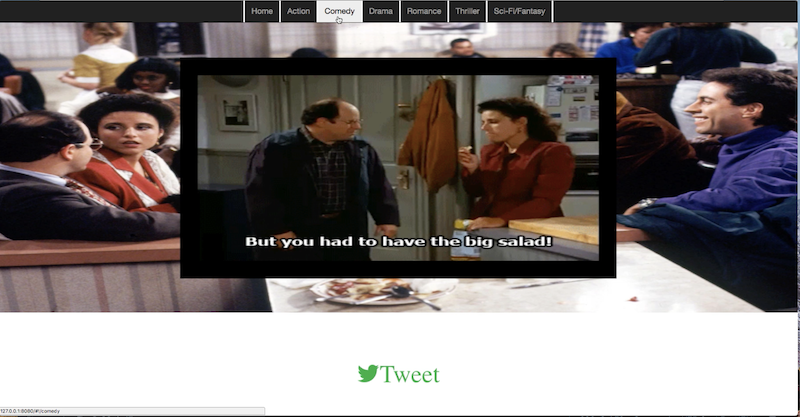 Home
Action
Comedy
Drama
Romance
Thriller
Sci-Fi/Fantasy
But you had to have the big salad!
Tweet
127.0.0.1:8080/#!/comedy